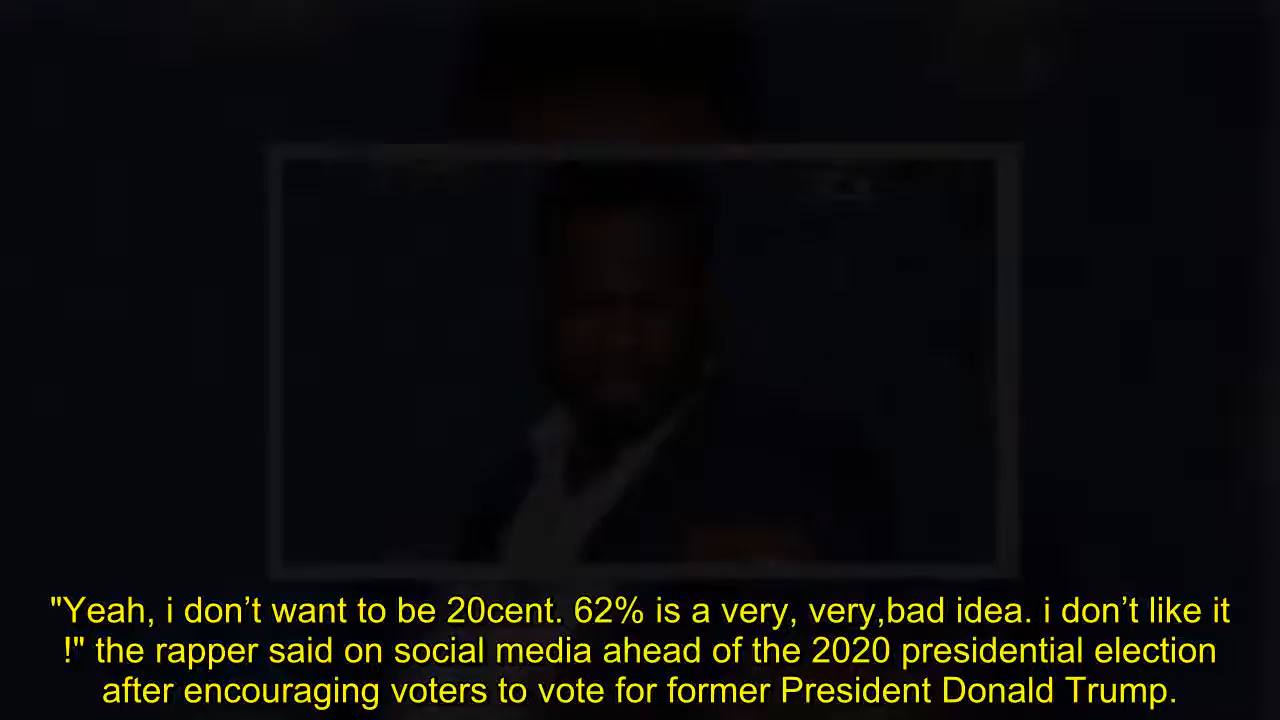 "Yeah, i don’t want to be 20cent. 62% is a very, very,bad idea. i don’t like it
!" the rapper said on social media ahead of the 2020 presidential election
after encouraging voters to vote for former President Donald Trump.